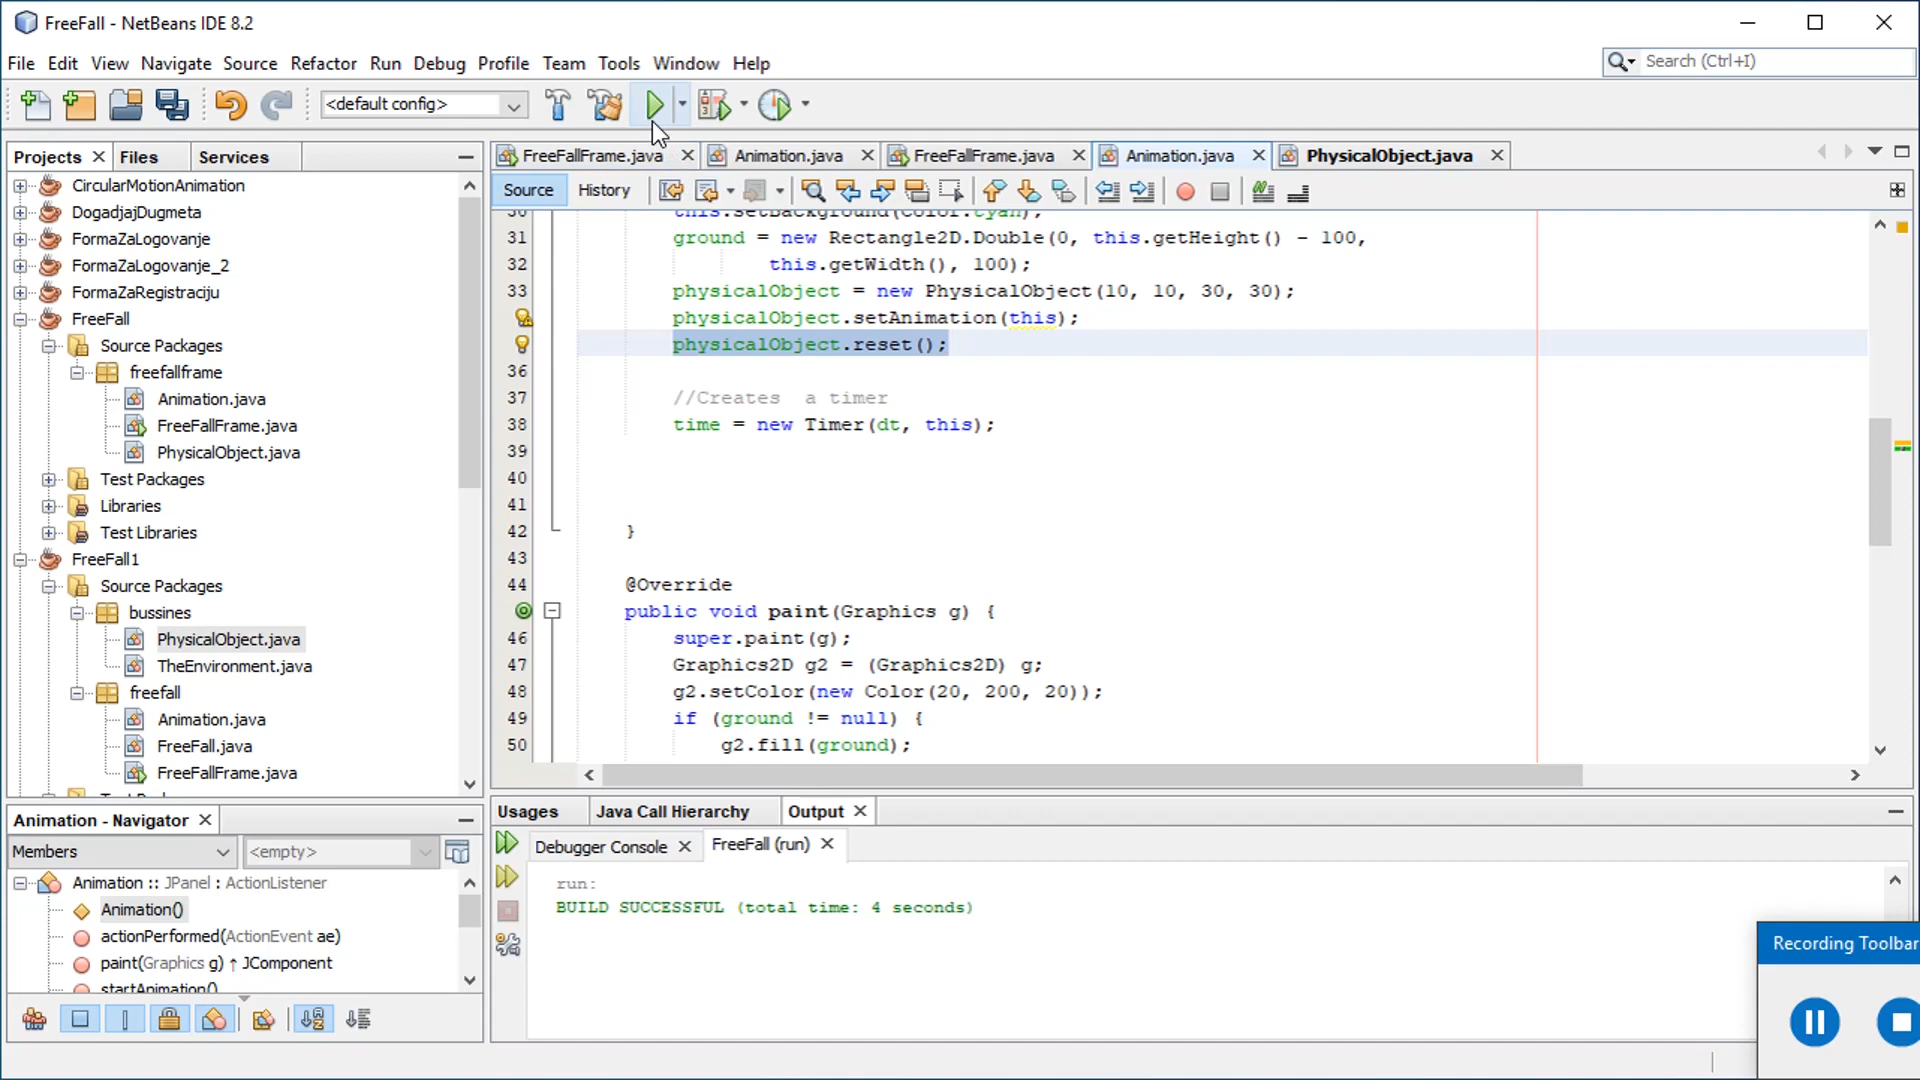 FreeFall - NetBeans IDE 8.2
File Edit View Navigate Source Refactor Run Debug Profile Team Tools Window Help
Search (Ctrl+I)
<default config>
Projects Files Services
FreeFallFrame.java Animation.java FreeFallFrame.java Animation.java PhysicalObject.java
Source History
CircularMotionAnimation
DogadjajDugmeta
FormaZaLogovanje
FormaZaLogovanje_2
FormaZaRegistraciju
FreeFall
Source Packages
freefallframe
Animation.java
FreeFallFrame.java
PhysicalObject.java
Test Packages
Libraries
Test Libraries
FreeFall1
Source Packages
bussines
PhysicalObject.java
TheEnvironment.java
freefall
Animation.java
FreeFall.java
FreeFallFrame.java
30 this.setBackground(Color.cyan);
31 ground = new Rectangle2D.Double(0, this.getHeight() - 100,
32 this.getWidth(), 100);
33 physicalObject = new PhysicalObject(10, 10, 30, 30);
physicalObject.setAnimation(this);
physicalObject.reset();
36
37 //Creates a timer
38 time = new Timer(dt, this);
39
40
41
42 }
43
44 @Override
public void paint(Graphics g) {
46 super.paint(g);
47 Graphics2D g2 = (Graphics2D) g;
48 g2.setColor(new Color(20, 200, 20));
49 if (ground != null) {
50 g2.fill(ground);
Animation - Navigator
Members <empty>
Animation :: JPanel : ActionListener
Animation()
actionPerformed(ActionEvent ae)
paint(Graphics g) ↑ JComponent
startAnimation()
Usages Java Call Hierarchy Output
Debugger Console FreeFall (run)
run:
BUILD SUCCESSFUL (total time: 4 seconds)
Recording Toolbar